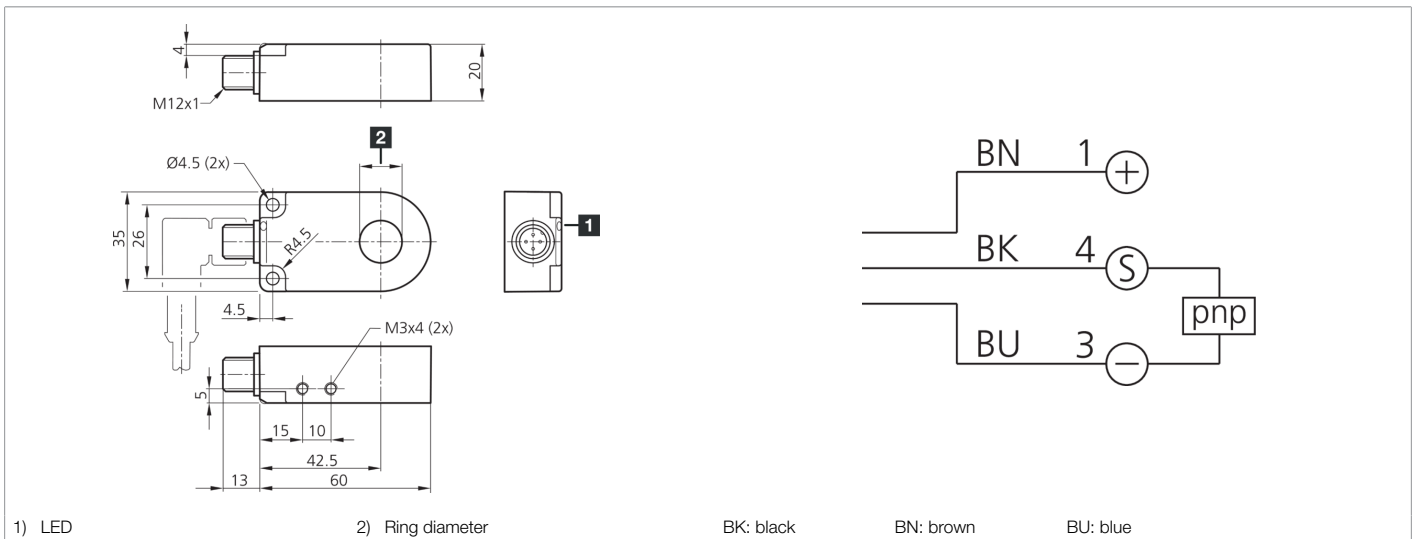 4
20
M12x1
2
Ø4.5 (2x)
35
26
R4.5
1
4.5
M3x4 (2x)
5
15
10
42.5
13
60
BN 1 +
BK 4 S
pnp
BU 3 −
1) LED 2) Ring diameter BK: black BN: brown BU: blue